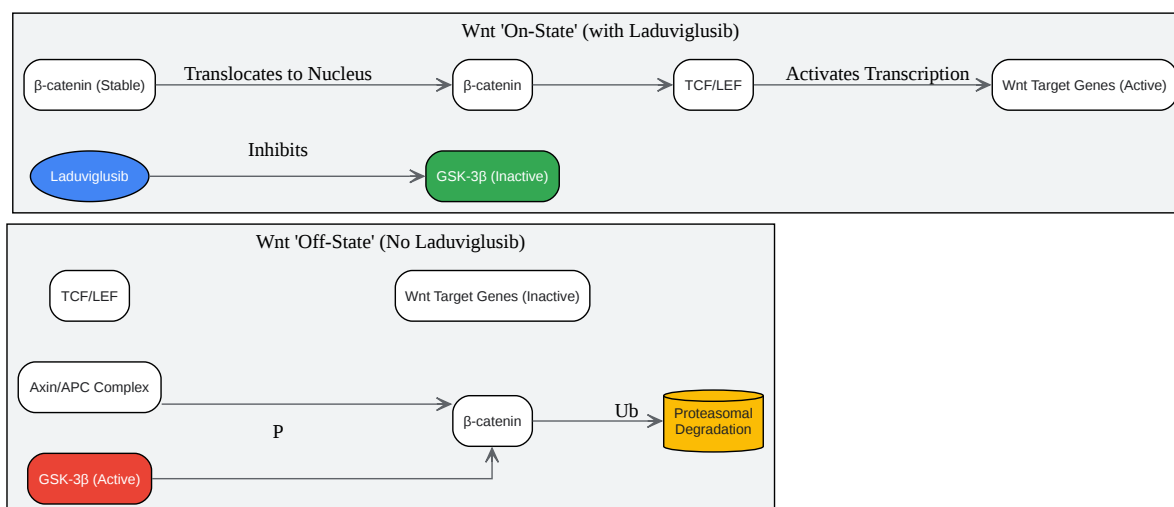 Wnt 'On-State' (with Laduviglusib)
β-catenin (Stable)
Translocates to Nucleus
β-catenin
TCF/LEF
Activates Transcription
Wnt Target Genes (Active)
Laduviglusib
Inhibits
GSK-3β (Inactive)
Wnt 'Off-State' (No Laduviglusib)
TCF/LEF
Wnt Target Genes (Inactive)
Axin/APC Complex
P
β-catenin
Ub
Proteasomal
Degradation
GSK-3β (Active)